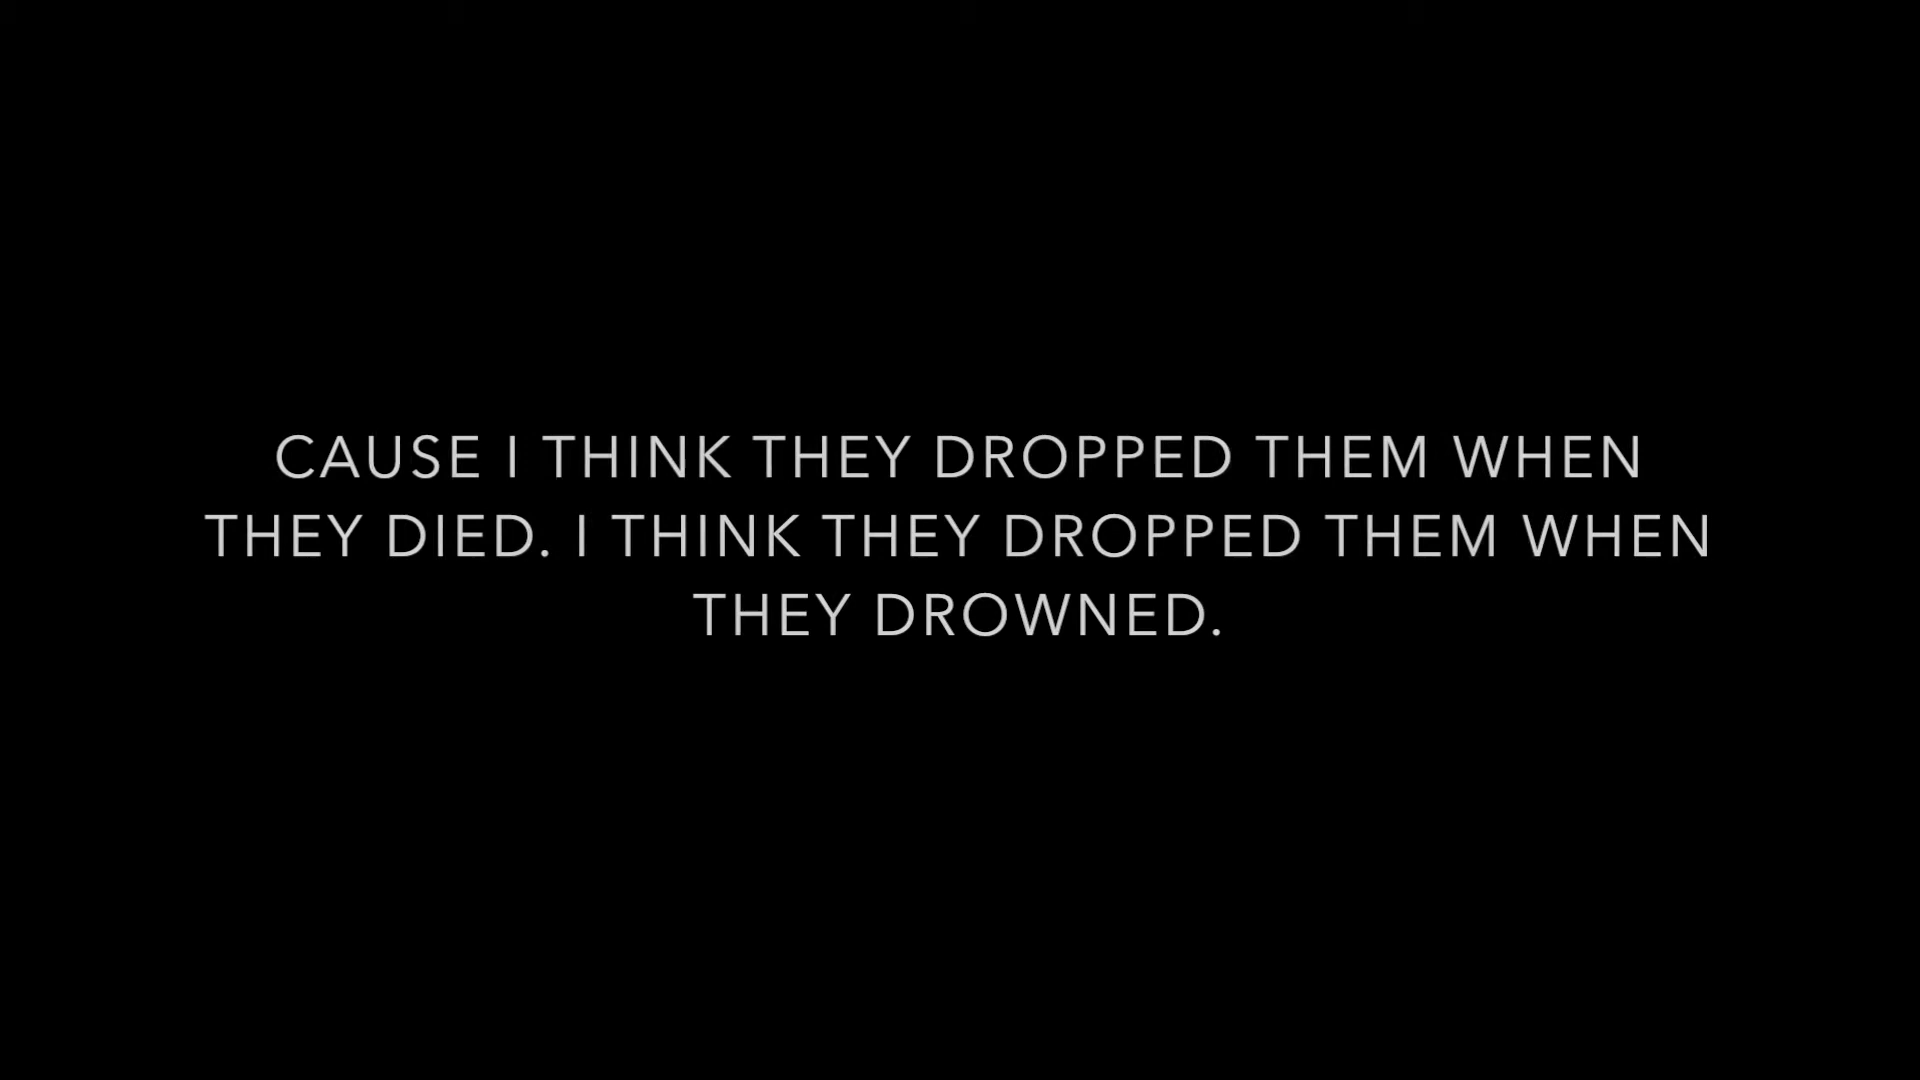 CAUSE I THINK THEY DROPPED THEM WHEN
THEY DIED. I THINK THEY DROPPED THEM WHEN
THEY DROWNED.